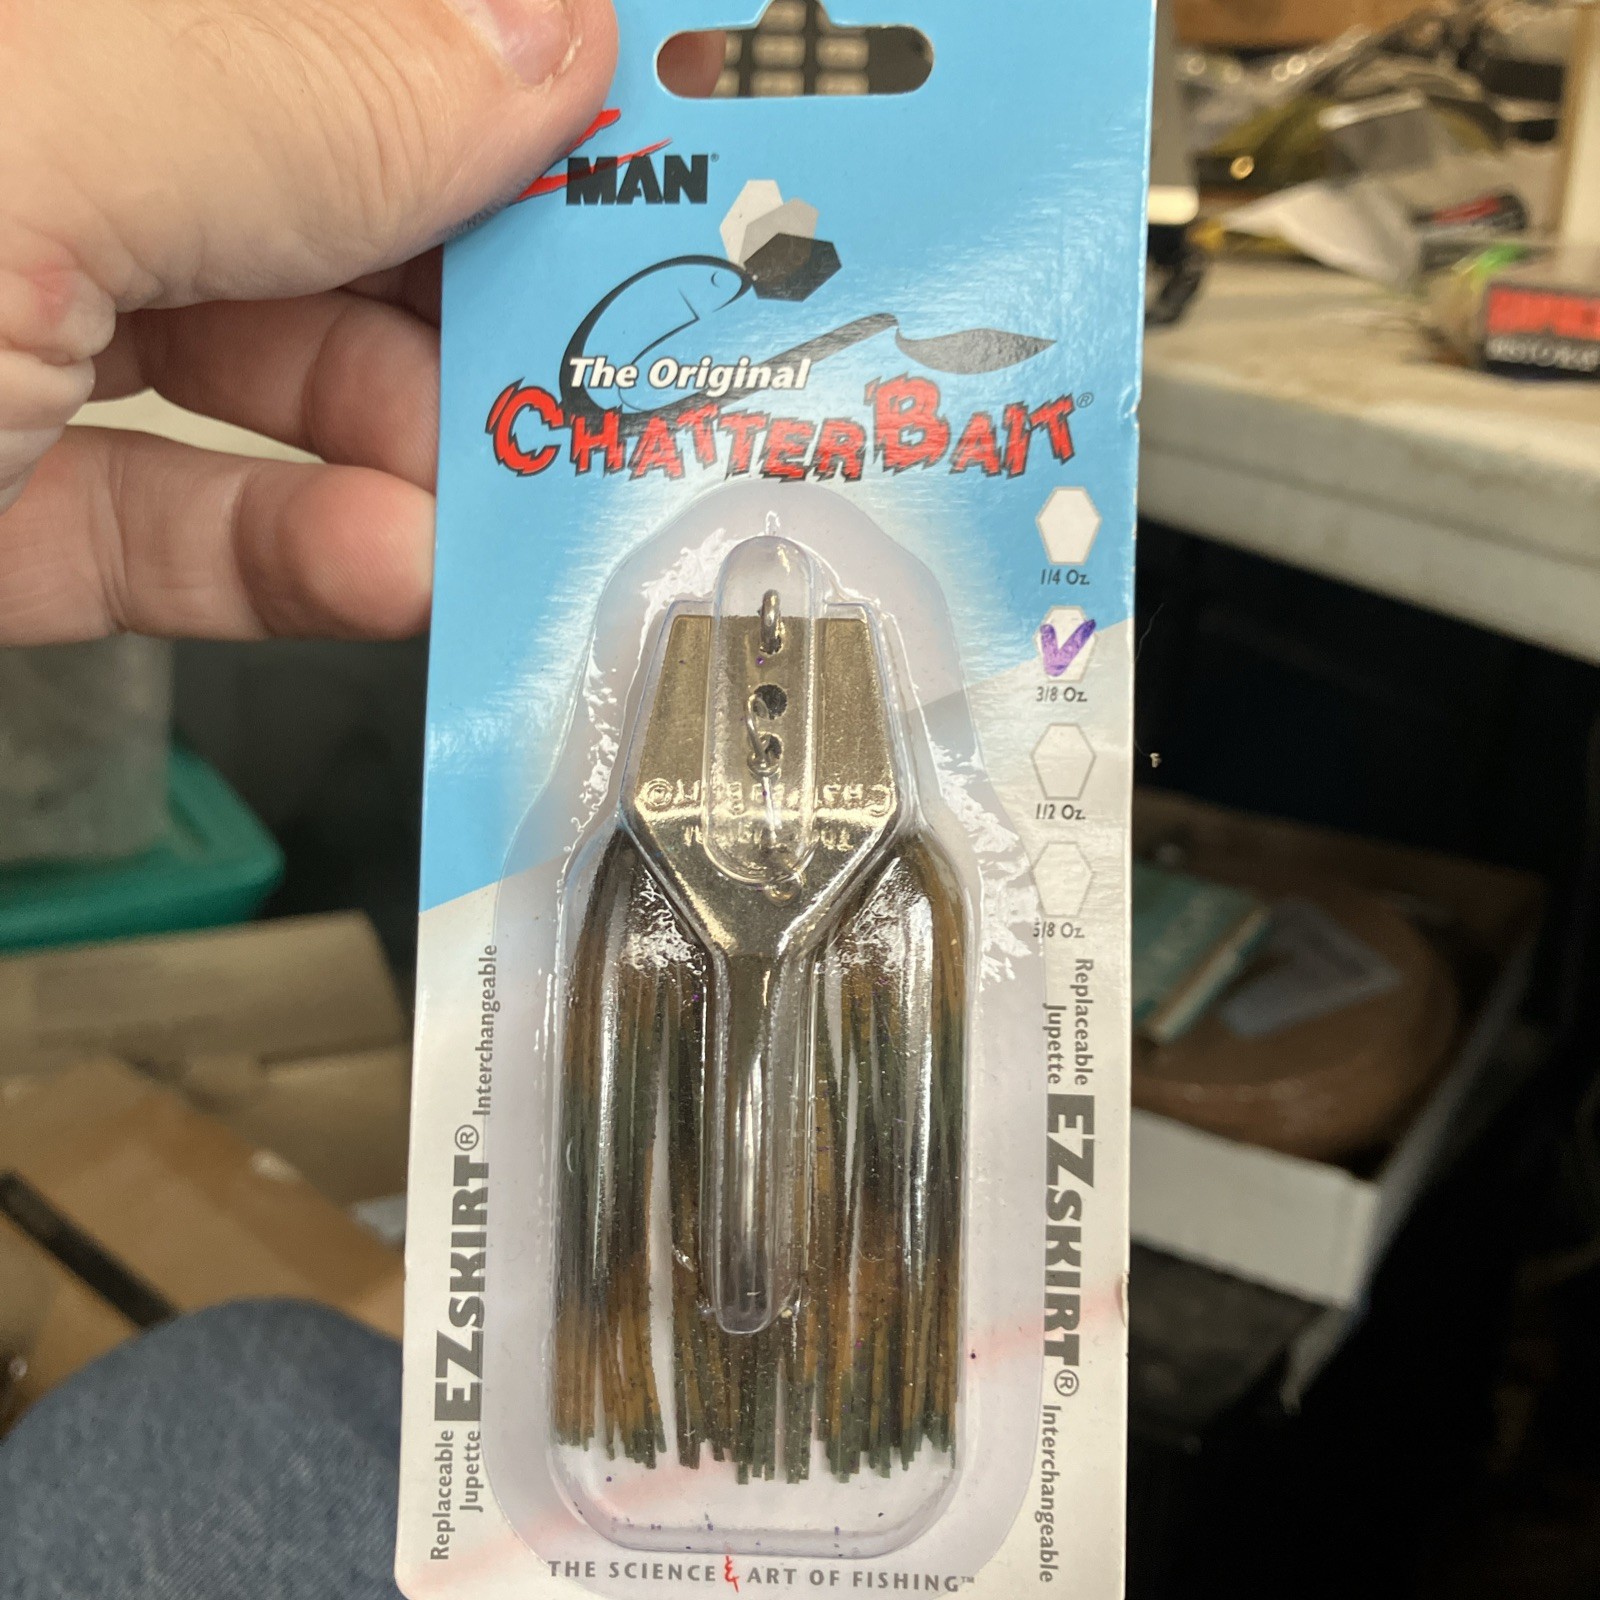 MAN®
The Original
CHATTERBAIT®
1/4 Oz.
3/8 Oz.
1/2 Oz.
5/8 Oz.
Replaceable
Jupette
EZSKIRT®
Interchangeable
Replaceable
Jupette
EZSKIRT®
Interchangeable
THE SCIENCE & ART OF FISHING™